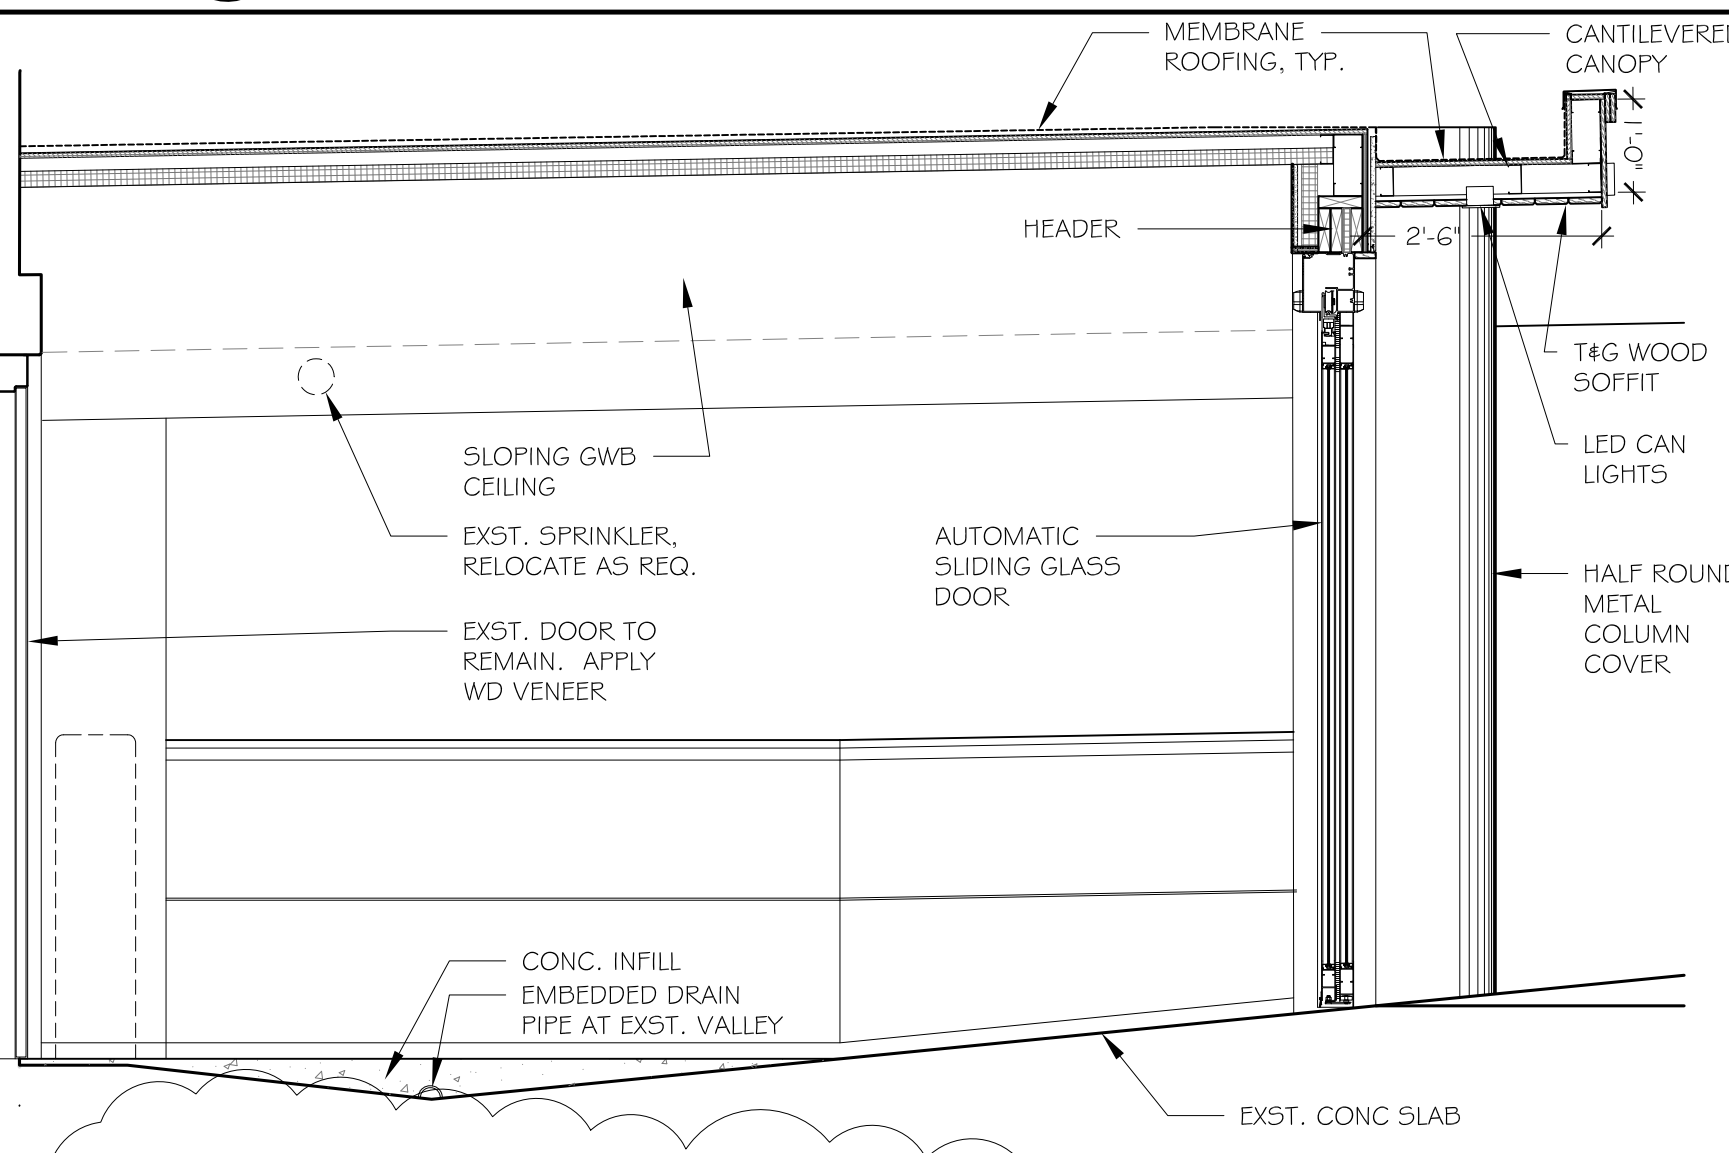 MEMBRANE
ROOFING, TYP.
CANTILEVERED
CANOPY
1'-0"
HEADER
2'-6"
T&G WOOD
SOFFIT
SLOPING GWB
CEILING
LED CAN
LIGHTS
EXST. SPRINKLER,
RELOCATE AS REQ.
AUTOMATIC
SLIDING GLASS
DOOR
HALF ROUND
METAL
COLUMN
COVER
EXST. DOOR TO
REMAIN. APPLY
WD VENEER
CONC. INFILL
EMBEDDED DRAIN
PIPE AT EXST. VALLEY
EXST. CONC SLAB